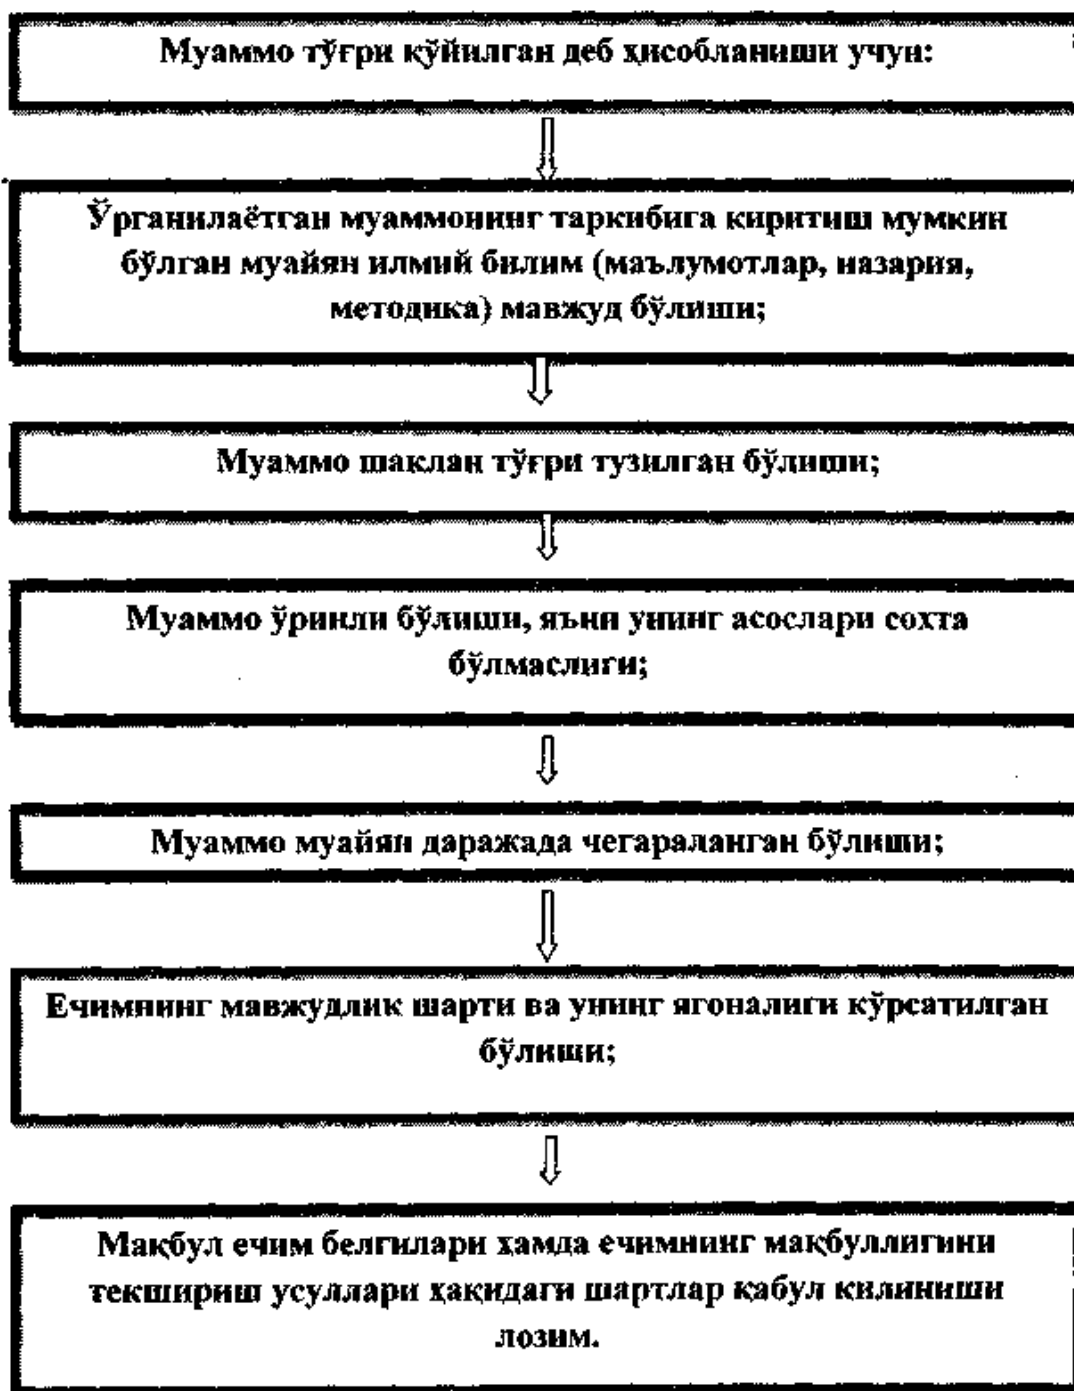 Муаммо тўғри қўйилган деб ҳисобланиши учун:
Ўрганилаётган муаммонинг таркибига киритиш мумкин
бўлган муайян илмий билим (маълумотлар, назария,
методика) мавжуд бўлиши;
Муаммо шаклан тўғри тузилган бўлиши;
Муаммо ўринли бўлиши, яъни унинг асослари сохта
бўлмаслиги;
Муаммо муайян даражада чегараланган бўлиши;
Ечимнинг мавжудлик шарти ва унинг ягоналиги кўрсатилган
бўлиши;
Мақбул ечим белгилари ҳамда ечимнинг мақбуллигини
текшириш усуллари ҳақидаги шартлар қабул қилиниши
лозим.